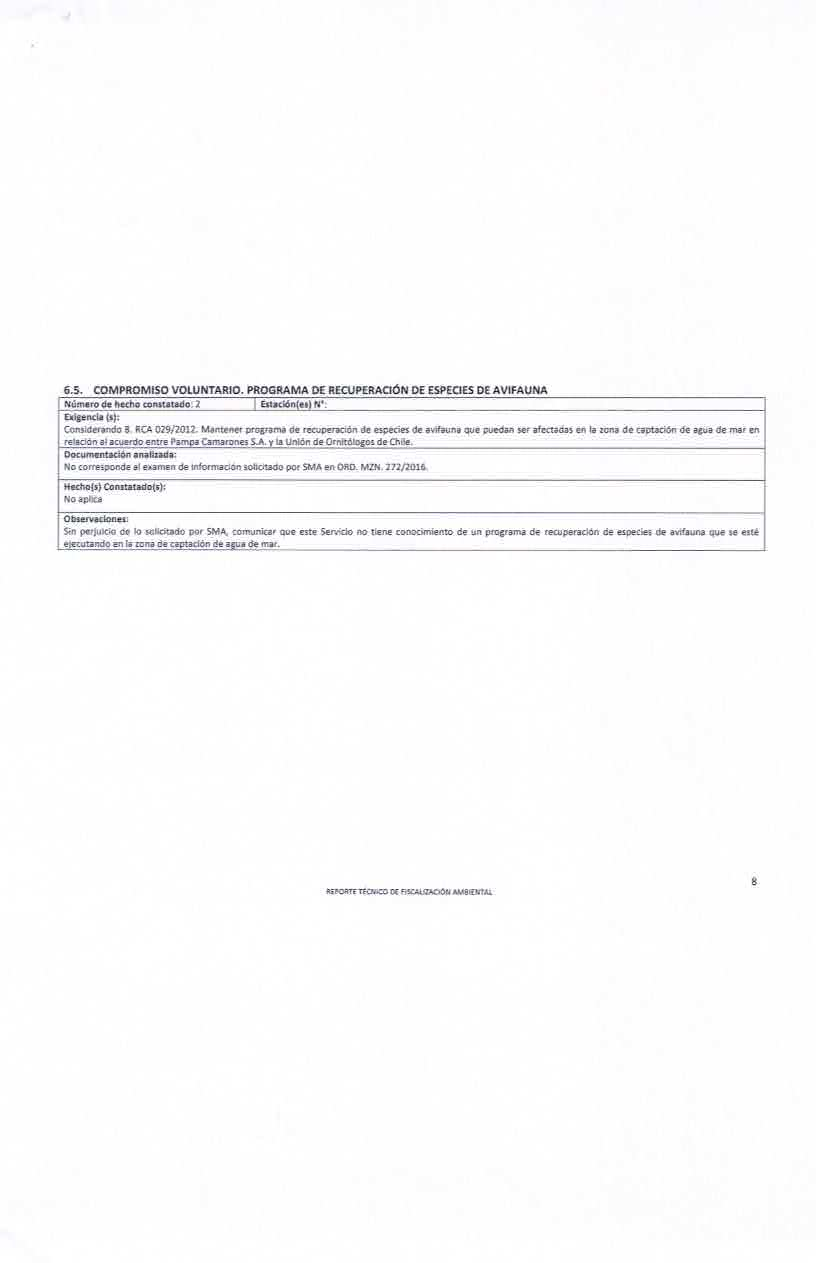 6.5. COMPROMISO VOLUNTARIO. PROGRAMA DE RECUPERACIÓN DE ESPECIES DE AVIFAUNA
Número de hecho constatado: 2 Estación(es) N°:
Exigencia (s):
Considerando 8. RCA 029/2012. Mantener programa de recuperación de especies de avifauna que puedan ser afectadas en la zona de captación de agua de mar en
relación al acuerdo entre Pampa Camarones S.A. y la Unión de Ornitólogos de Chile.
Documentación analizada:
No corresponde al examen de información solicitado por SMA en ORD. MZN. 272/2016.
Hecho(s) Constatado(s):
No aplica
Observaciones:
Sin perjuicio de lo solicitado por SMA, comunicar que este Servicio no tiene conocimiento de un programa de recuperación de especies de avifauna que se esté
ejecutando en la zona de captación de agua de mar.
8
REPORTE TÉCNICO DE FISCALIZACIÓN AMBIENTAL